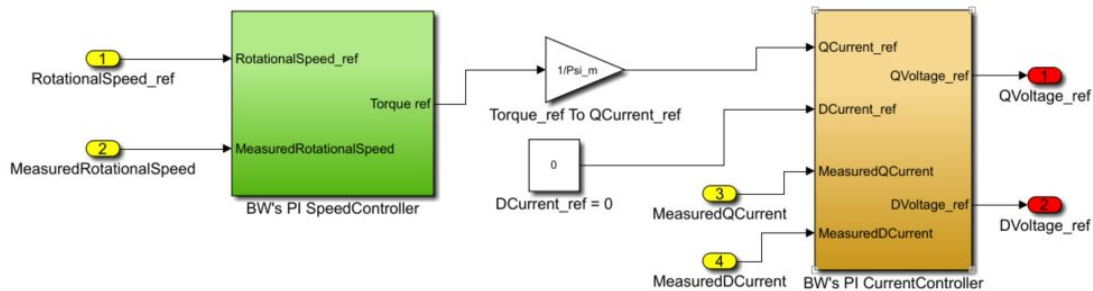 1
RotationalSpeed_ref
2
MeasuredRotationalSpeed
RotationalSpeed_ref
Torque ref
MeasuredRotationalSpeed
BW's PI SpeedController
1/Psi_m
Torque_ref To QCurrent_ref
0
DCurrent_ref = 0
3
MeasuredQCurrent
4
MeasuredDCurrent
QCurrent_ref
QVoltage_ref
DCurrent_ref
MeasuredQCurrent
DVoltage_ref
MeasuredDCurrent
BW's PI CurrentController
1
QVoltage_ref
2
DVoltage_ref